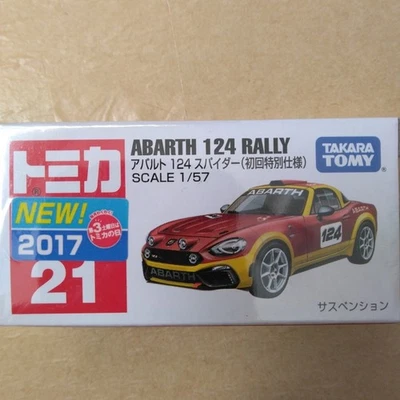 ABARTH 124 RALLY
アバルト 124 スパイダー(初回特別仕様)
SCALE 1/57
TAKARA
TOMY
トミカ
NEW!
2017
第3土曜日は
トミカの日
21
ABARTH
124
ABARTH
サスペンション